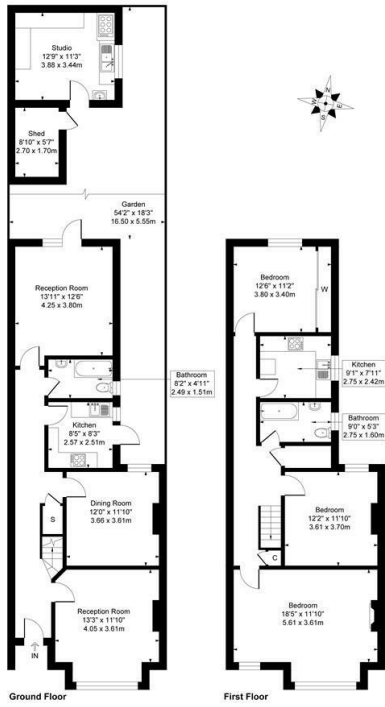 Studio
12'9" x 11'3"
3.88 x 3.44m
Shed
8'10" x 5'7"
2.70 x 1.70m
N
E
S
W
Garden
54'2" x 18'3"
16.50 x 5.55m
Reception Room
13'11" x 12'6"
4.25 x 3.80m
Bathroom
8'2" x 4'11"
2.49 x 1.51m
Kitchen
8'5" x 8'3"
2.57 x 2.51m
Dining Room
12'0" x 11'10"
3.66 x 3.61m
S
Reception Room
13'3" x 11'10"
4.05 x 3.61m
IN
Ground Floor
Bedroom
12'6" x 11'2"
3.80 x 3.40m
W
Kitchen
9'1" x 7'11"
2.75 x 2.42m
Bathroom
9'0" x 5'3"
2.75 x 1.60m
Bedroom
12'2" x 11'10"
3.61 x 3.70m
C
Bedroom
18'5" x 11'10"
5.61 x 3.61m
First Floor